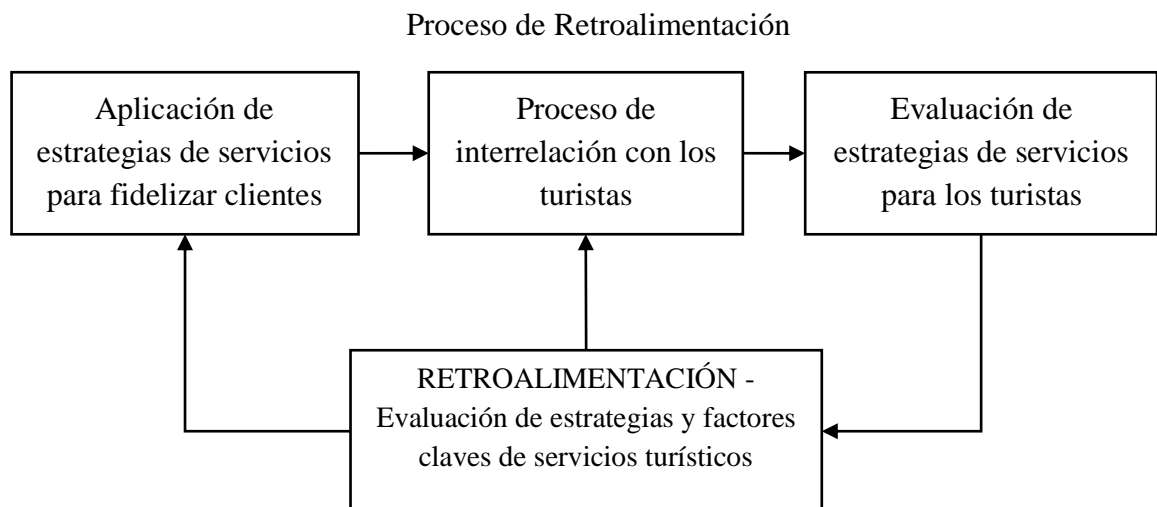 Proceso de Retroalimentación
Aplicación de
estrategias de servicios
para fidelizar clientes
Proceso de
interrelación con los
turistas
Evaluación de
estrategias de servicios
para los turistas
RETROALIMENTACIÓN -
Evaluación de estrategias y factores
claves de servicios turísticos